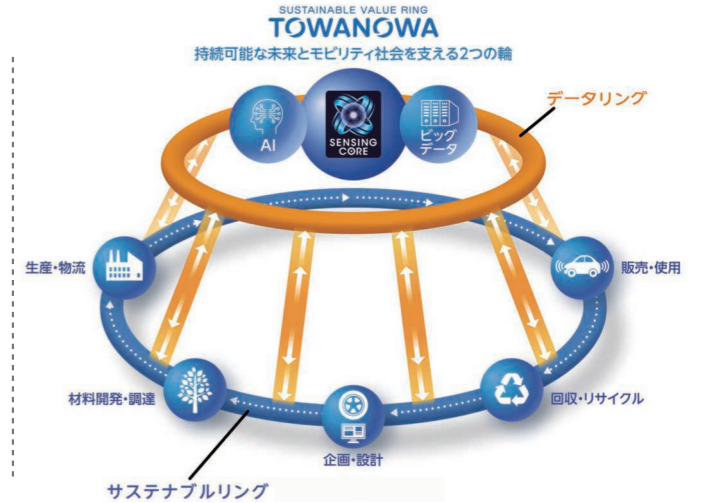 SUSTAINABLE VALUE RING
TOWANOWA
持続可能な未来とモビリティ社会を支える2つの輪
データリング
AI
SENSING
CORE
ビッグ
データ
生産・物流
販売・使用
材料開発・調達
回収・リサイクル
企画・設計
サステナブルリング